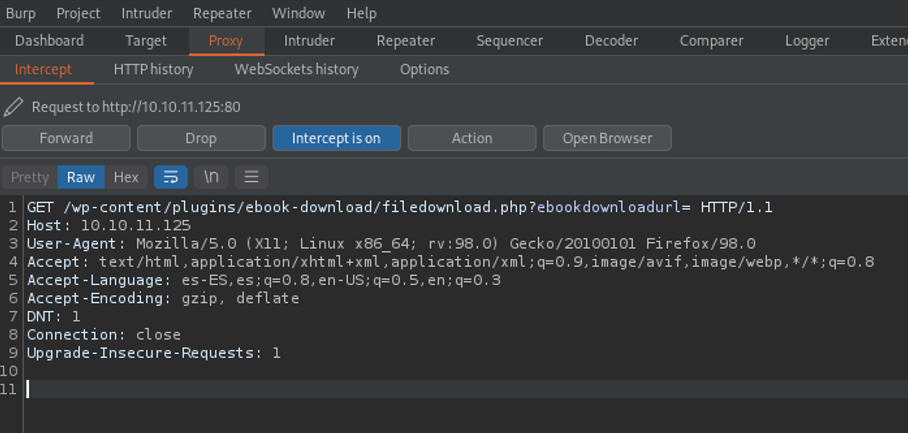 Burp Project Intruder Repeater Window Help
Dashboard Target Proxy Intruder Repeater Sequencer Decoder Comparer Logger Exten
Intercept HTTP history WebSockets history Options
Request to http://10.10.11.125:80
Forward Drop Intercept is on Action Open Browser
Pretty Raw Hex \n
1 GET /wp-content/plugins/ebook-download/filedownload.php?ebookdownloadurl= HTTP/1.1
2 Host: 10.10.11.125
3 User-Agent: Mozilla/5.0 (X11; Linux x86_64; rv:98.0) Gecko/20100101 Firefox/98.0
4 Accept: text/html,application/xhtml+xml,application/xml;q=0.9,image/avif,image/webp,*/*;q=0.8
5 Accept-Language: es-ES,es;q=0.8,en-US;q=0.5,en;q=0.3
6 Accept-Encoding: gzip, deflate
7 DNT: 1
8 Connection: close
9 Upgrade-Insecure-Requests: 1
10
11